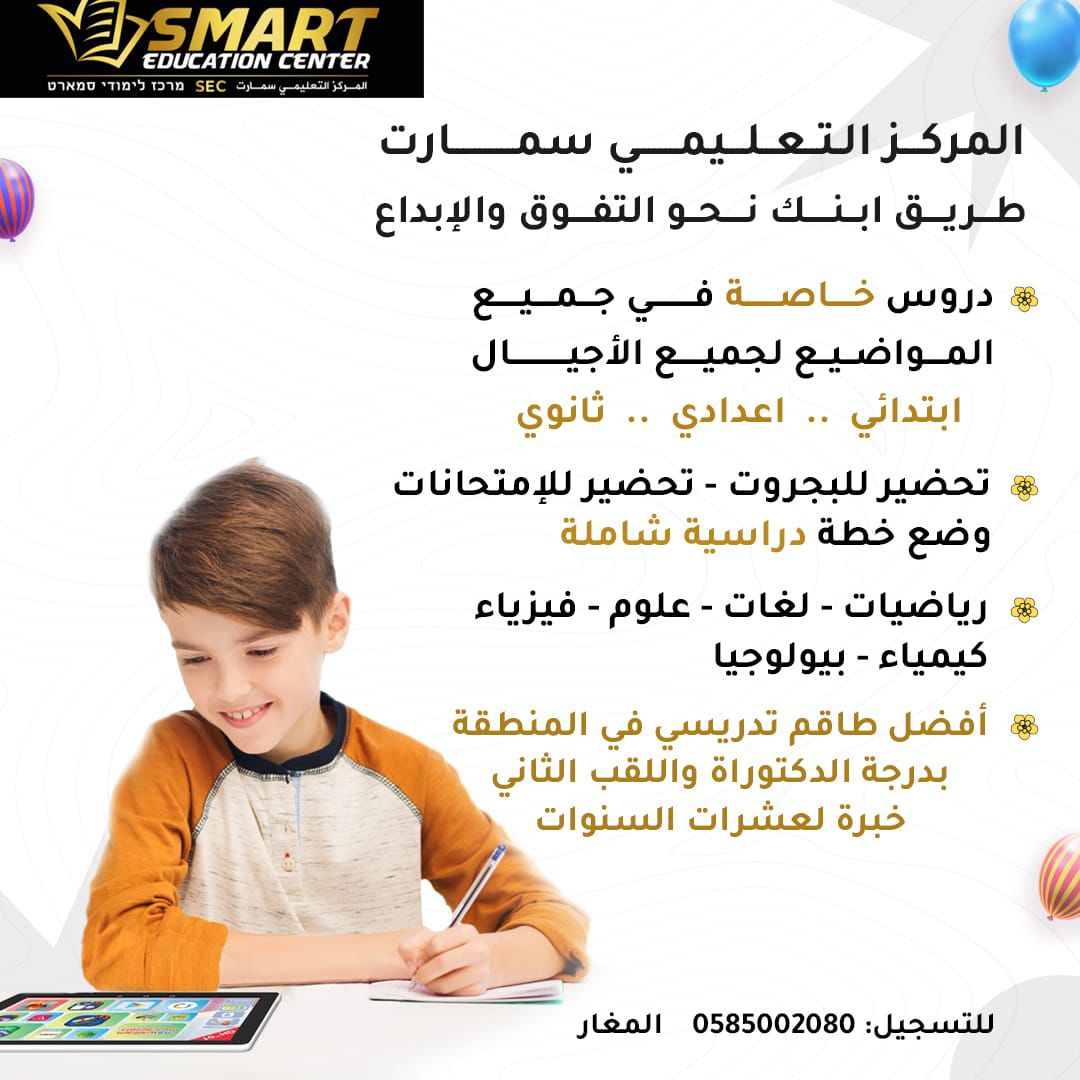 SMART
EDUCATION CENTER
המרכז לימודי סמארט SEC المركز التعليمي سمارت
المركز التعليمي سمارت
طريق ابنك نحو التفوق والإبداع
دروس خاصة في جميع
المواضيع لجميع الأجيال
ابتدائي .. اعدادي .. ثانوي
تحضير للبجروت - تحضير للإمتحانات
وضع خطة دراسية شاملة
رياضيات - لغات - علوم - فيزياء
كيمياء - بيولوجيا
أفضل طاقم تدريسي في المنطقة
بدرجة الدكتوراة واللقب الثاني
خبرة لعشرات السنوات
للتسجيل: 0585002080 المغار